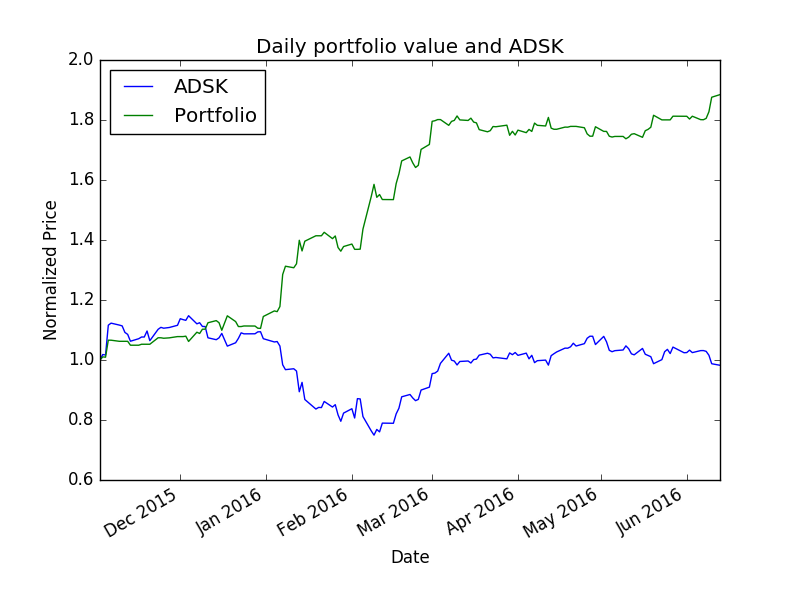 Daily portfolio value and ADSK
2.0
1.8
1.6
1.4
1.2
1.0
0.8
0.6
Normalized Price
ADSK
Portfolio
Dec 2015
Jan 2016
Feb 2016
Mar 2016
Apr 2016
May 2016
Jun 2016
Date